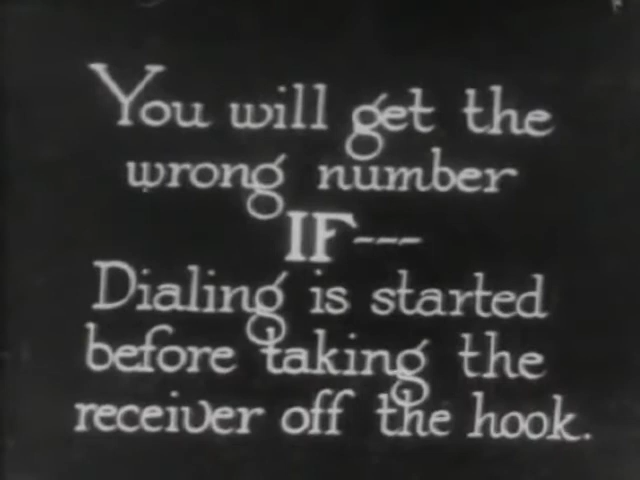 You will get the
wrong number
IF---
Dialing is started
before taking the
receiver off the hook.